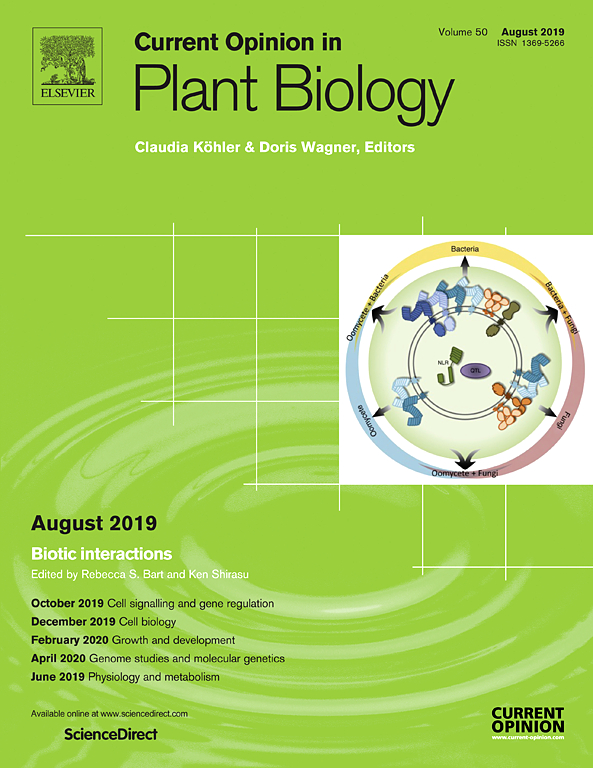 ELSEVIER
Current Opinion in
Plant Biology
Volume 50 August 2019
ISSN 1369-5266
Claudia Köhler & Doris Wagner, Editors
Bacteria
Oomycete + Bacteria
Bacteria + Fungi
NLR
QTL
Oomycete
Fungi
Oomycete + Fungi
August 2019
Biotic interactions
Edited by Rebecca S. Bart and Ken Shirasu
October 2019 Cell signalling and gene regulation
December 2019 Cell biology
February 2020 Growth and development
April 2020 Genome studies and molecular genetics
June 2019 Physiology and metabolism
Available online at www.sciencedirect.com
ScienceDirect
CURRENT
OPINION
www.current-opinion.com